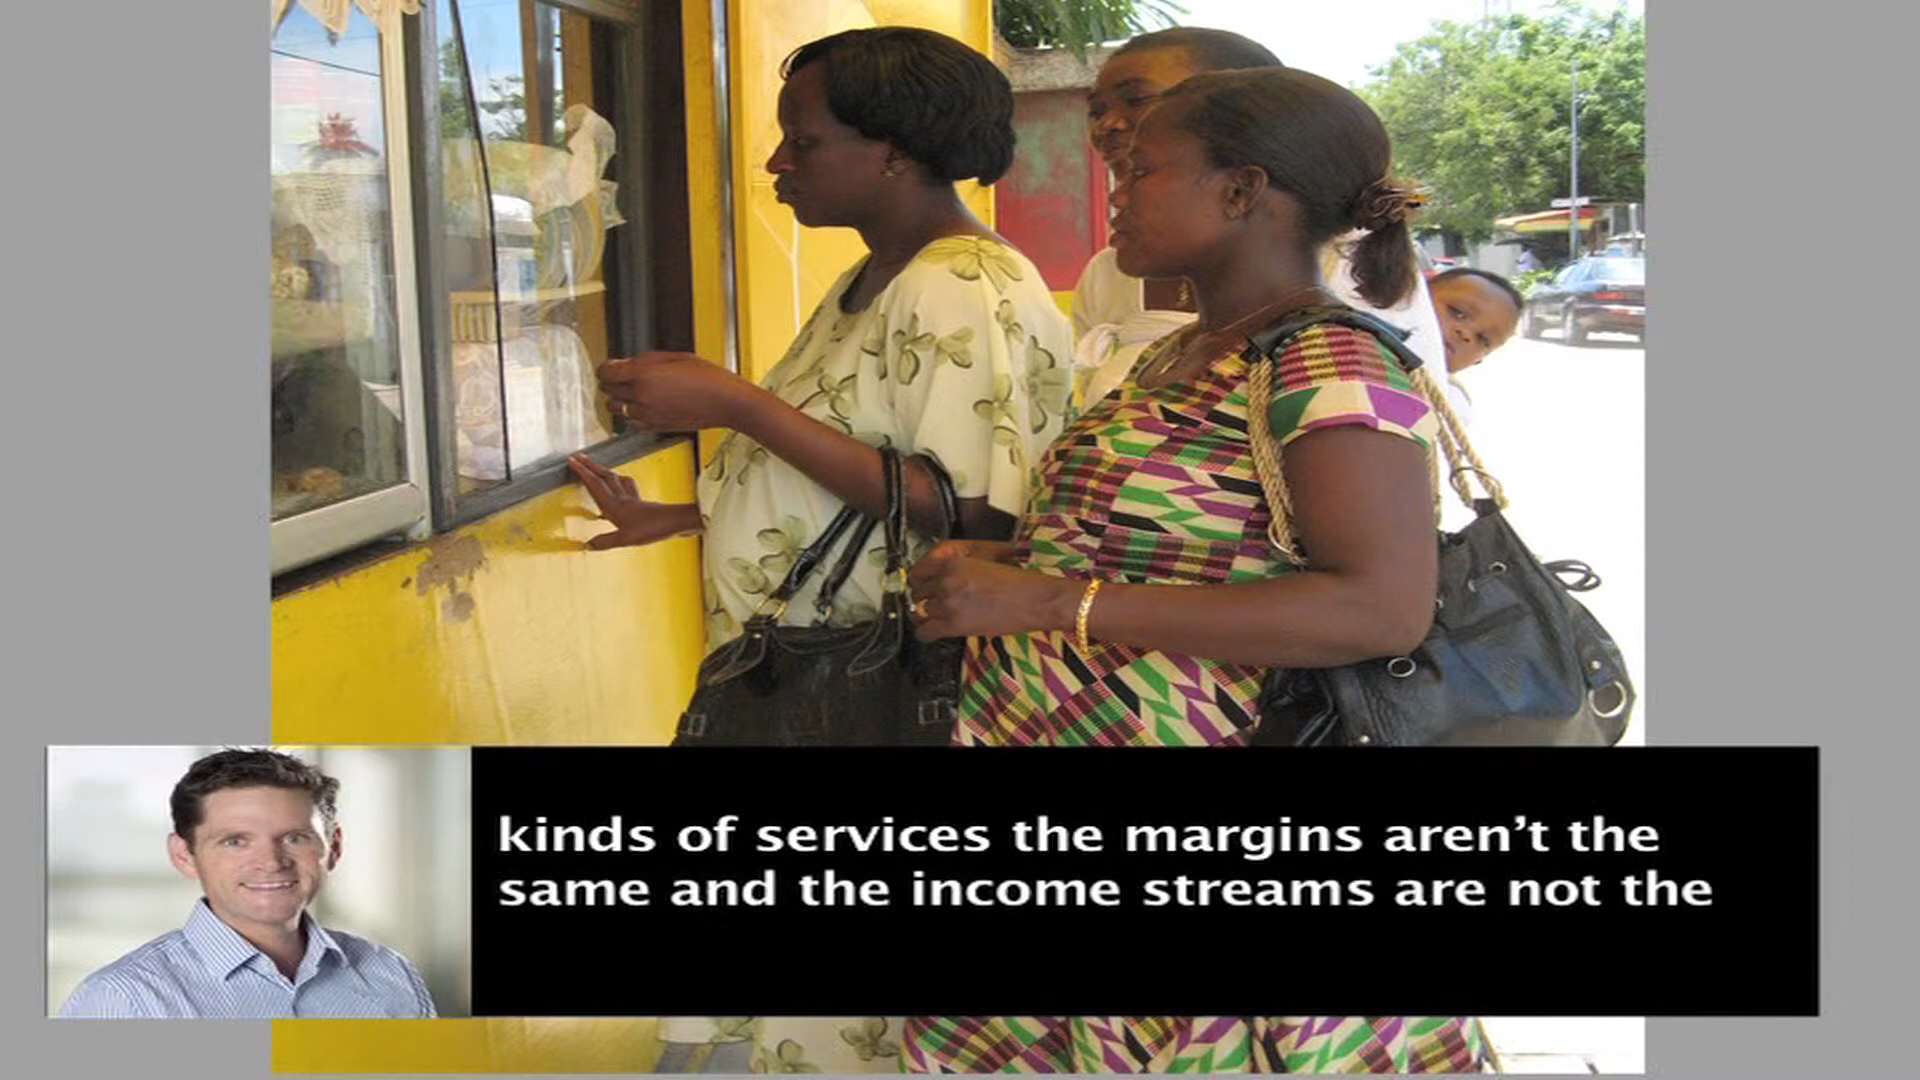 kinds of services the margins aren’t the
same and the income streams are not the